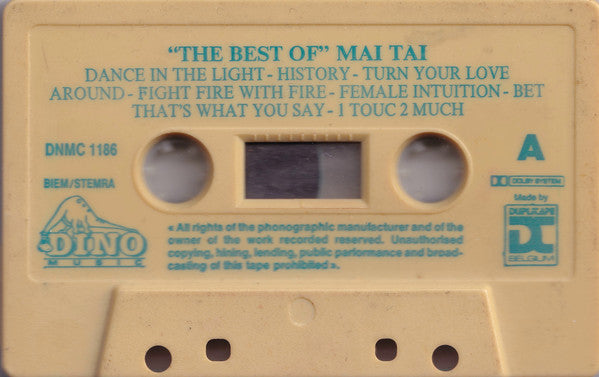 “THE BEST OF” MAI TAI
DANCE IN THE LIGHT - HISTORY - TURN YOUR LOVE
AROUND - FIGHT FIRE WITH FIRE - FEMALE INTUITION - BET
THAT'S WHAT YOU SAY - 1 TOUC 2 MUCH
DNMC 1186
A
BIEM/STEMRA
DOLBY SYSTEM
Made by
DUPLITAPE
BELGIUM
DINO
MUSIC
« All rights of the phonographic manufacturer and of the
owner of the work recorded reserved. Unauthorised
copying, hining, lending, public parformance and broad-
casting of this tape prohibited ».